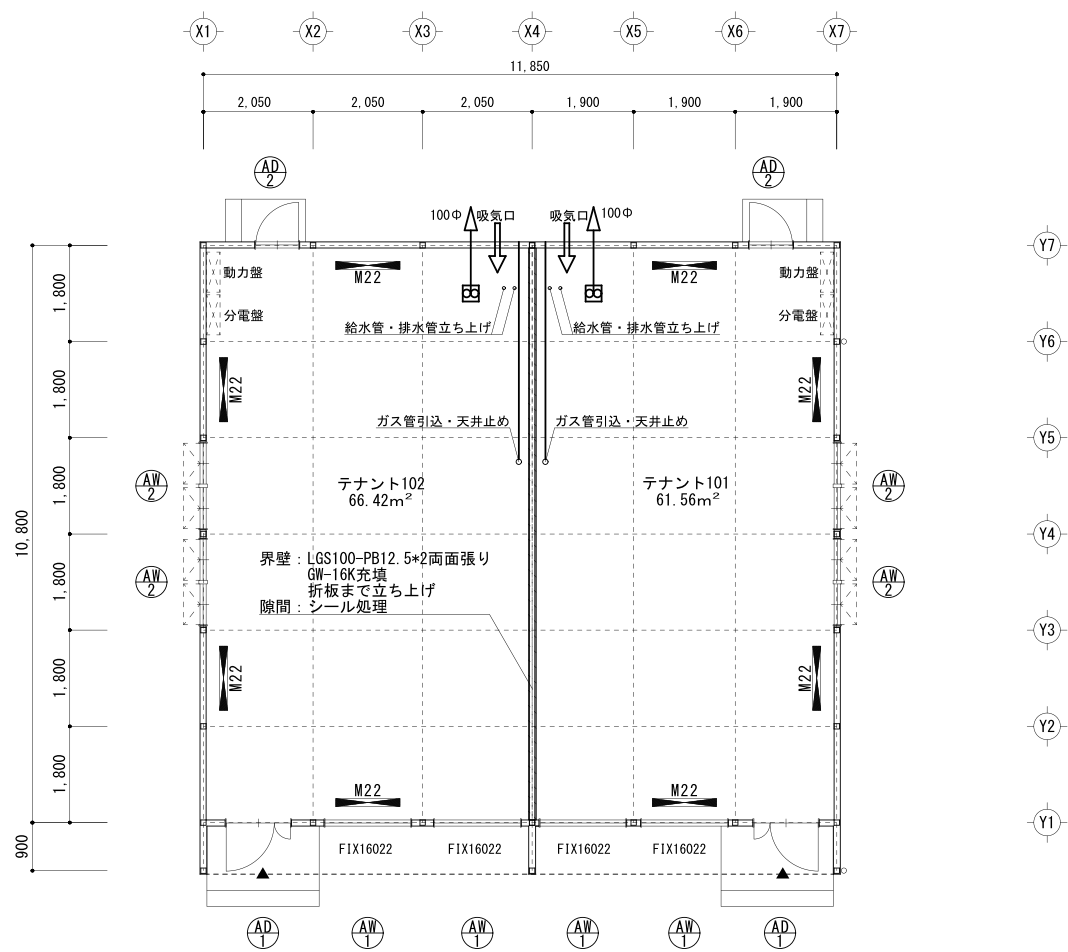 X1 X2 X3 X4 X5 X6 X7
11,850
2,050 2,050 2,050 1,900 1,900 1,900
AD
2
AD
2
100Φ 吸気口 吸気口 100Φ
Y7
動力盤 M22 M22 動力盤
1,800
分電盤 分電盤
給水管・排水管立ち上げ 給水管・排水管立ち上げ
Y6
M22 M22
1,800
ガス管引込・天井止め ガス管引込・天井止め
Y5
AW
2
AW
2
1,800
テナント102
66.42m²
テナント101
61.56m²
10,800
Y4
界壁：LGS100-PB12.5*2両面張り
GW-16K充填
折板まで立ち上げ
隙間：シール処理
AW
2
AW
2
1,800
Y3
M22 M22
1,800
Y2
1,800
M22 M22
Y1
900
FIX16022 FIX16022 FIX16022 FIX16022
AD
1
AW
1
AW
1
AW
1
AW
1
AD
1